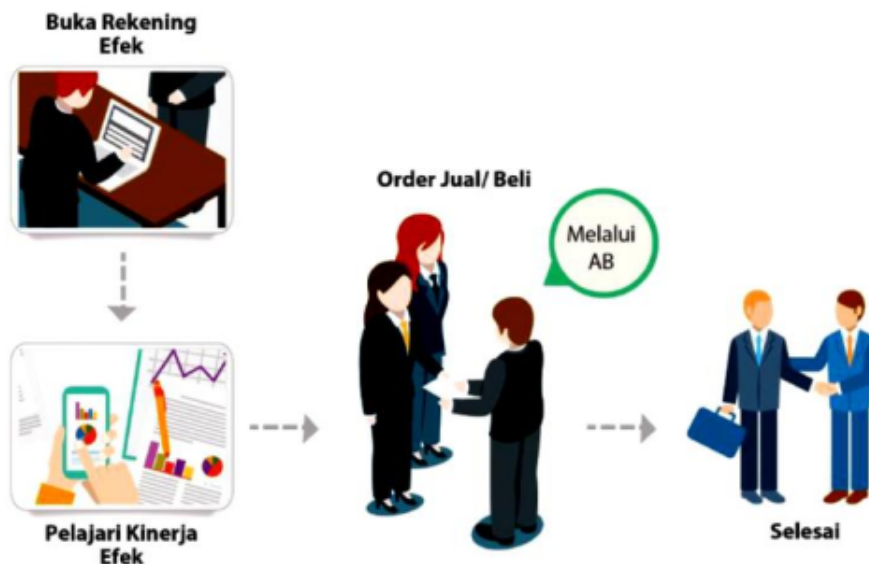 Buka Rekening
Efek
Pelajari Kinerja
Efek
Order Jual/ Beli
Melalui
AB
Selesai